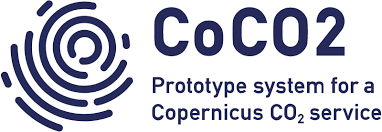 CoCO2
Prototype system for a
Copernicus CO₂ service